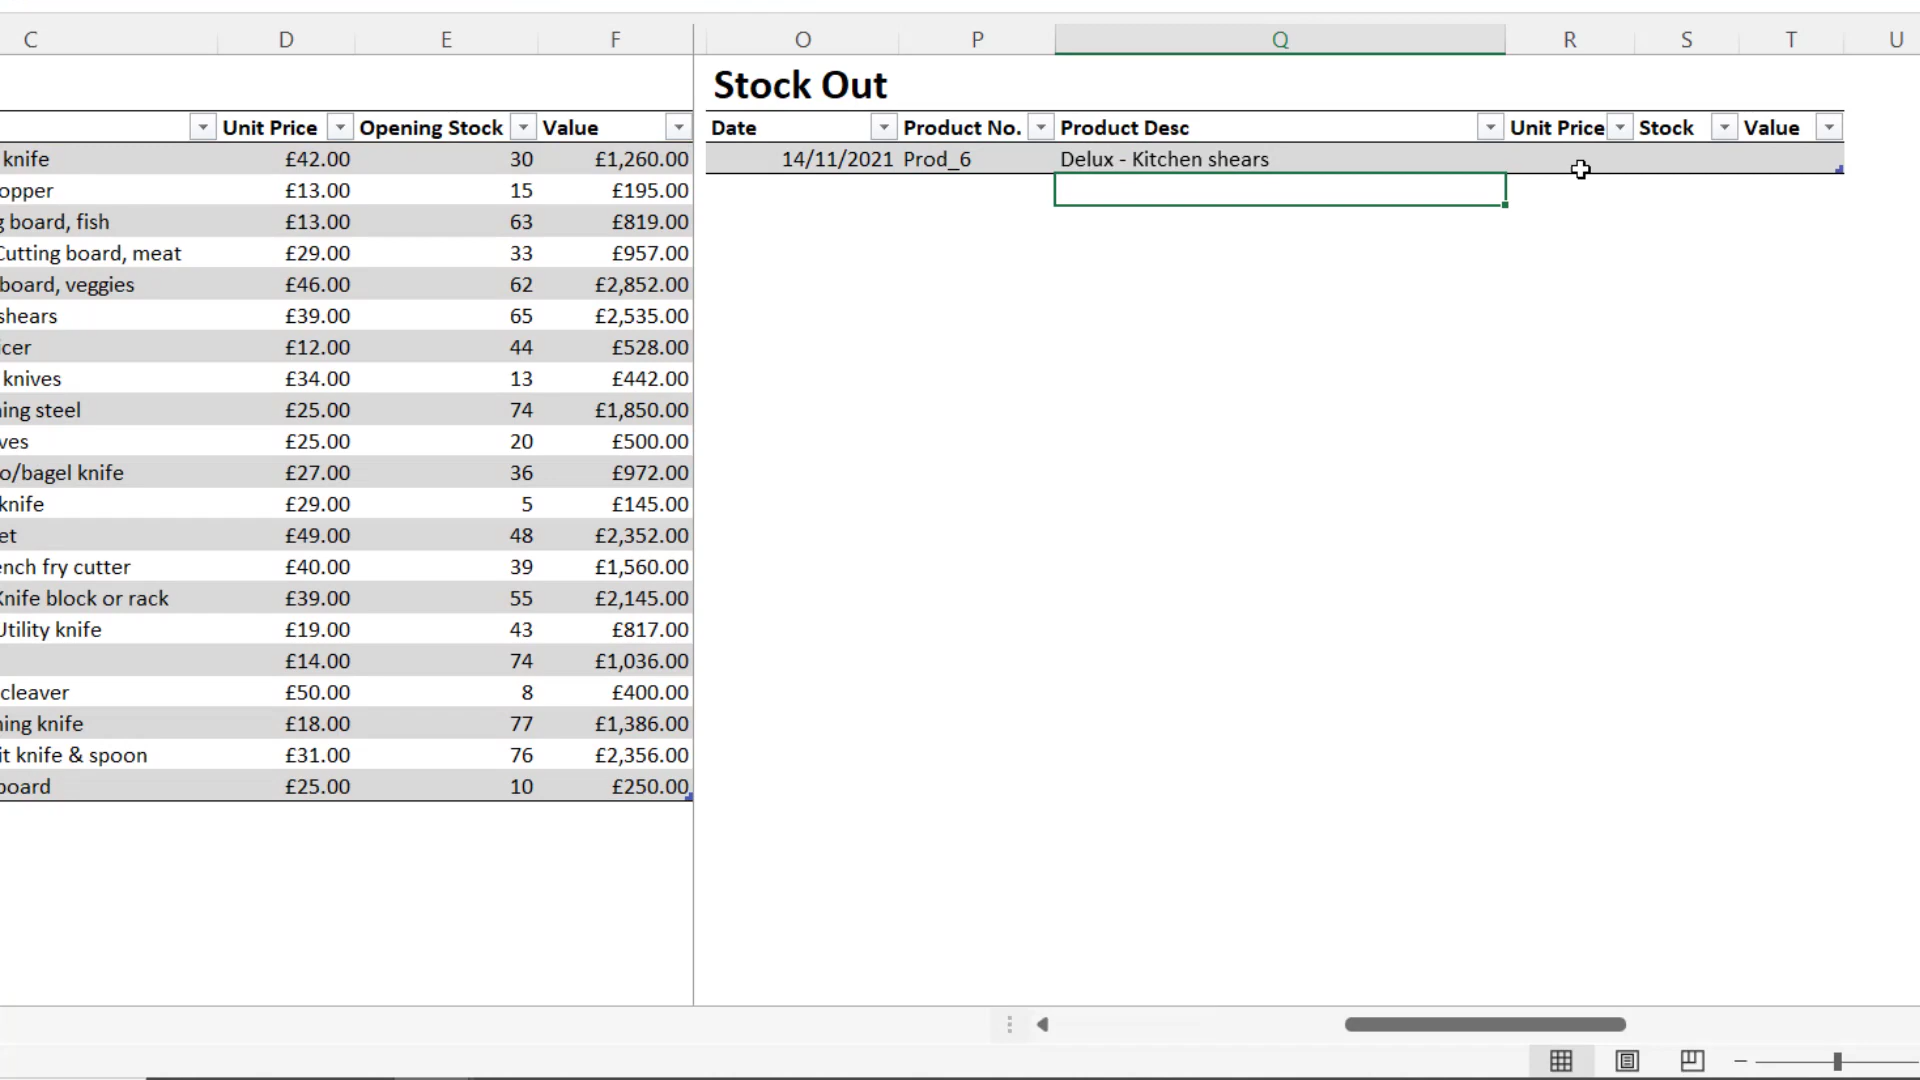 C D E F O P Q R S T U
Stock Out
Unit Price Opening Stock Value Date Product No. Product Desc Unit Price Stock Value
knife £42.00 30 £1,260.00 14/11/2021 Prod_6 Delux - Kitchen shears
opper £13.00 15 £195.00
g board, fish £13.00 63 £819.00
Cutting board, meat £29.00 33 £957.00
board, veggies £46.00 62 £2,852.00
shears £39.00 65 £2,535.00
icer £12.00 44 £528.00
knives £34.00 13 £442.00
ning steel £25.00 74 £1,850.00
ves £25.00 20 £500.00
o/bagel knife £27.00 36 £972.00
knife £29.00 5 £145.00
et £49.00 48 £2,352.00
ench fry cutter £40.00 39 £1,560.00
Knife block or rack £39.00 55 £2,145.00
Utility knife £19.00 43 £817.00
£14.00 74 £1,036.00
cleaver £50.00 8 £400.00
ning knife £18.00 77 £1,386.00
it knife & spoon £31.00 76 £2,356.00
board £25.00 10 £250.00